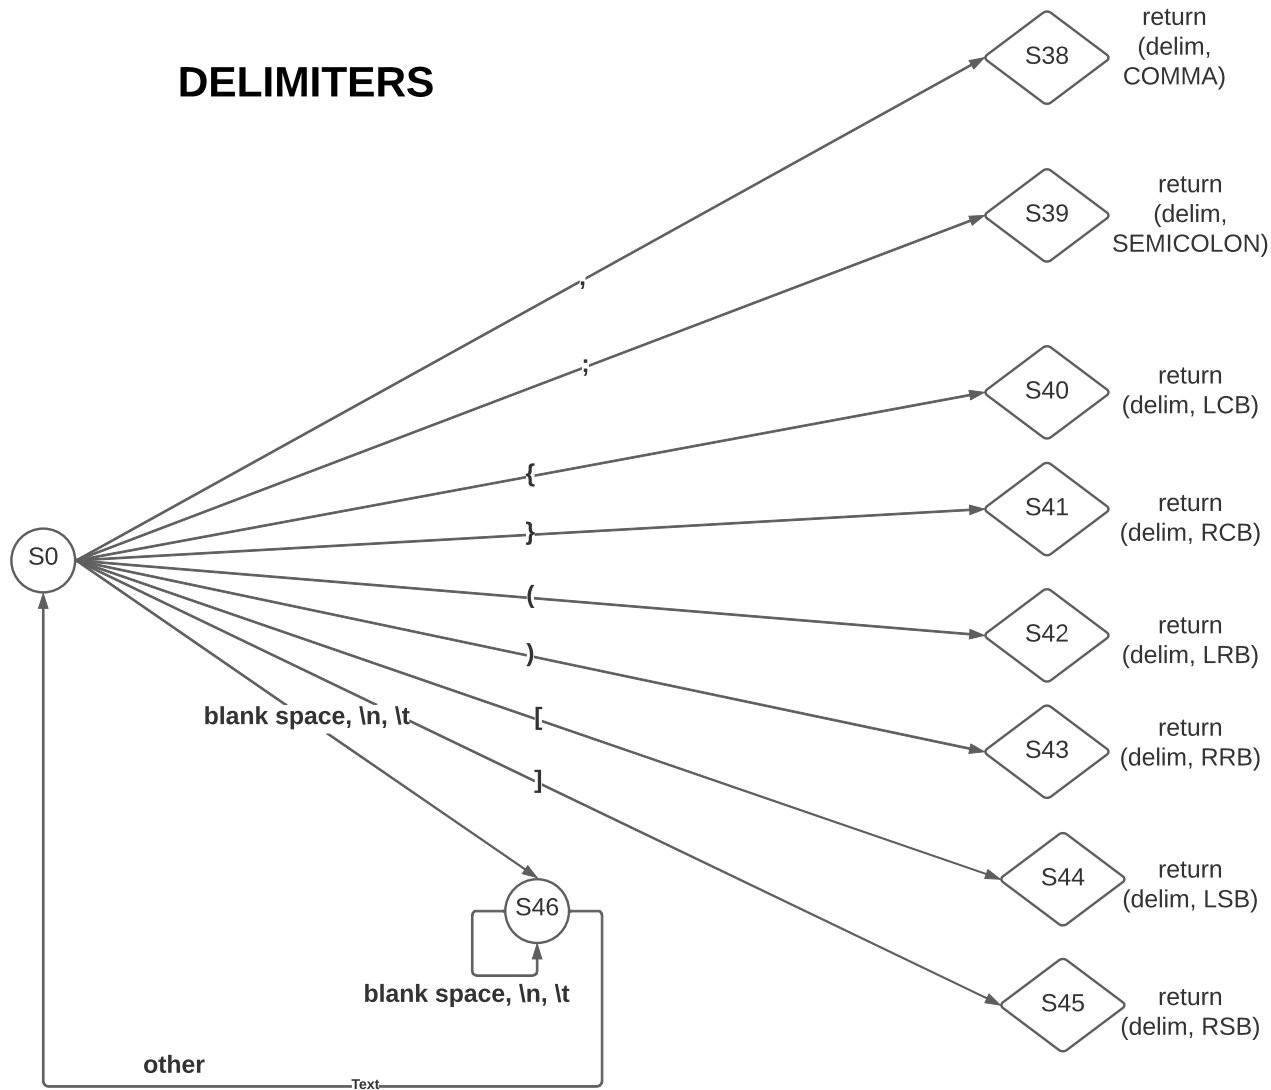 DELIMITERS
S38
return
(delim,
COMMA)
S39
return
(delim,
SEMICOLON)
,
;
S40
return
(delim, LCB)
{
S41
return
(delim, RCB)
}
S0
(
S42
return
(delim, LRB)
)
S43
return
(delim, RRB)
blank space, \n, \t
[
]
S44
return
(delim, LSB)
S46
blank space, \n, \t
S45
return
(delim, RSB)
other
Text